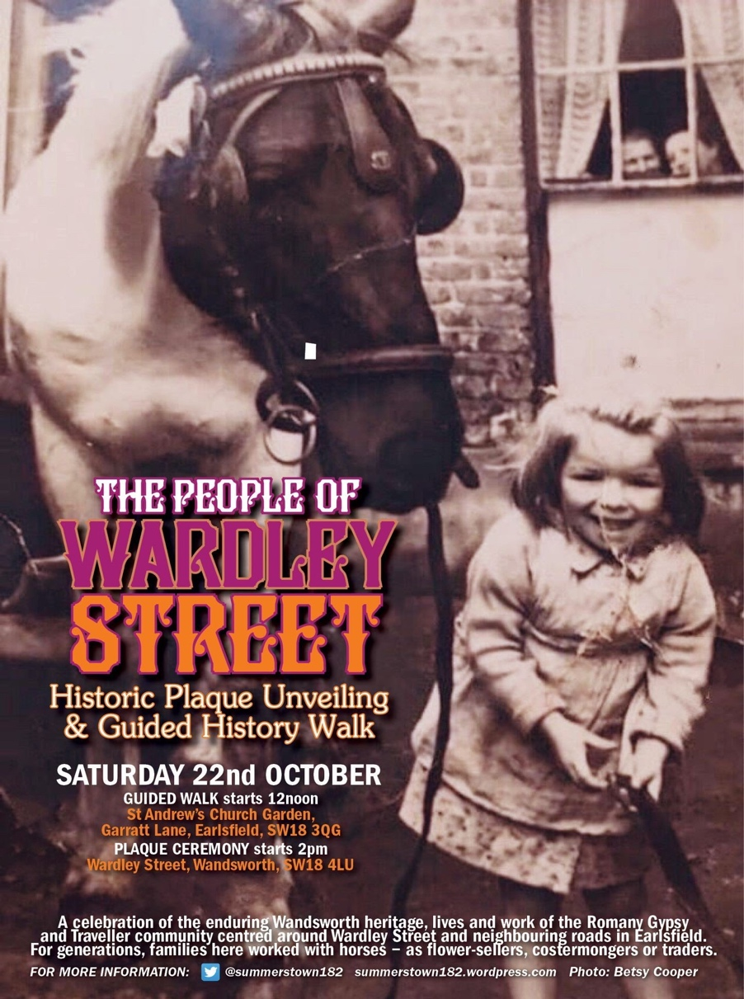 THE PEOPLE OF
WARDLEY
STREET
Historic Plaque Unveiling
& Guided History Walk
SATURDAY 22nd OCTOBER
GUIDED WALK starts 12noon
St Andrew's Church Garden,
Garratt Lane, Earlsfield, SW18 3QG
PLAQUE CEREMONY starts 2pm
Wardley Street, Wandsworth, SW18 4LU
A celebration of the enduring Wandsworth heritage, lives and work of the Romany Gypsy
and Traveller community centred around Wardley Street and neighbouring roads in Earlsfield.
For generations, families here worked with horses – as flower-sellers, costermongers or traders.
FOR MORE INFORMATION: @summerstown182 summerstown182.wordpress.com Photo: Betsy Cooper